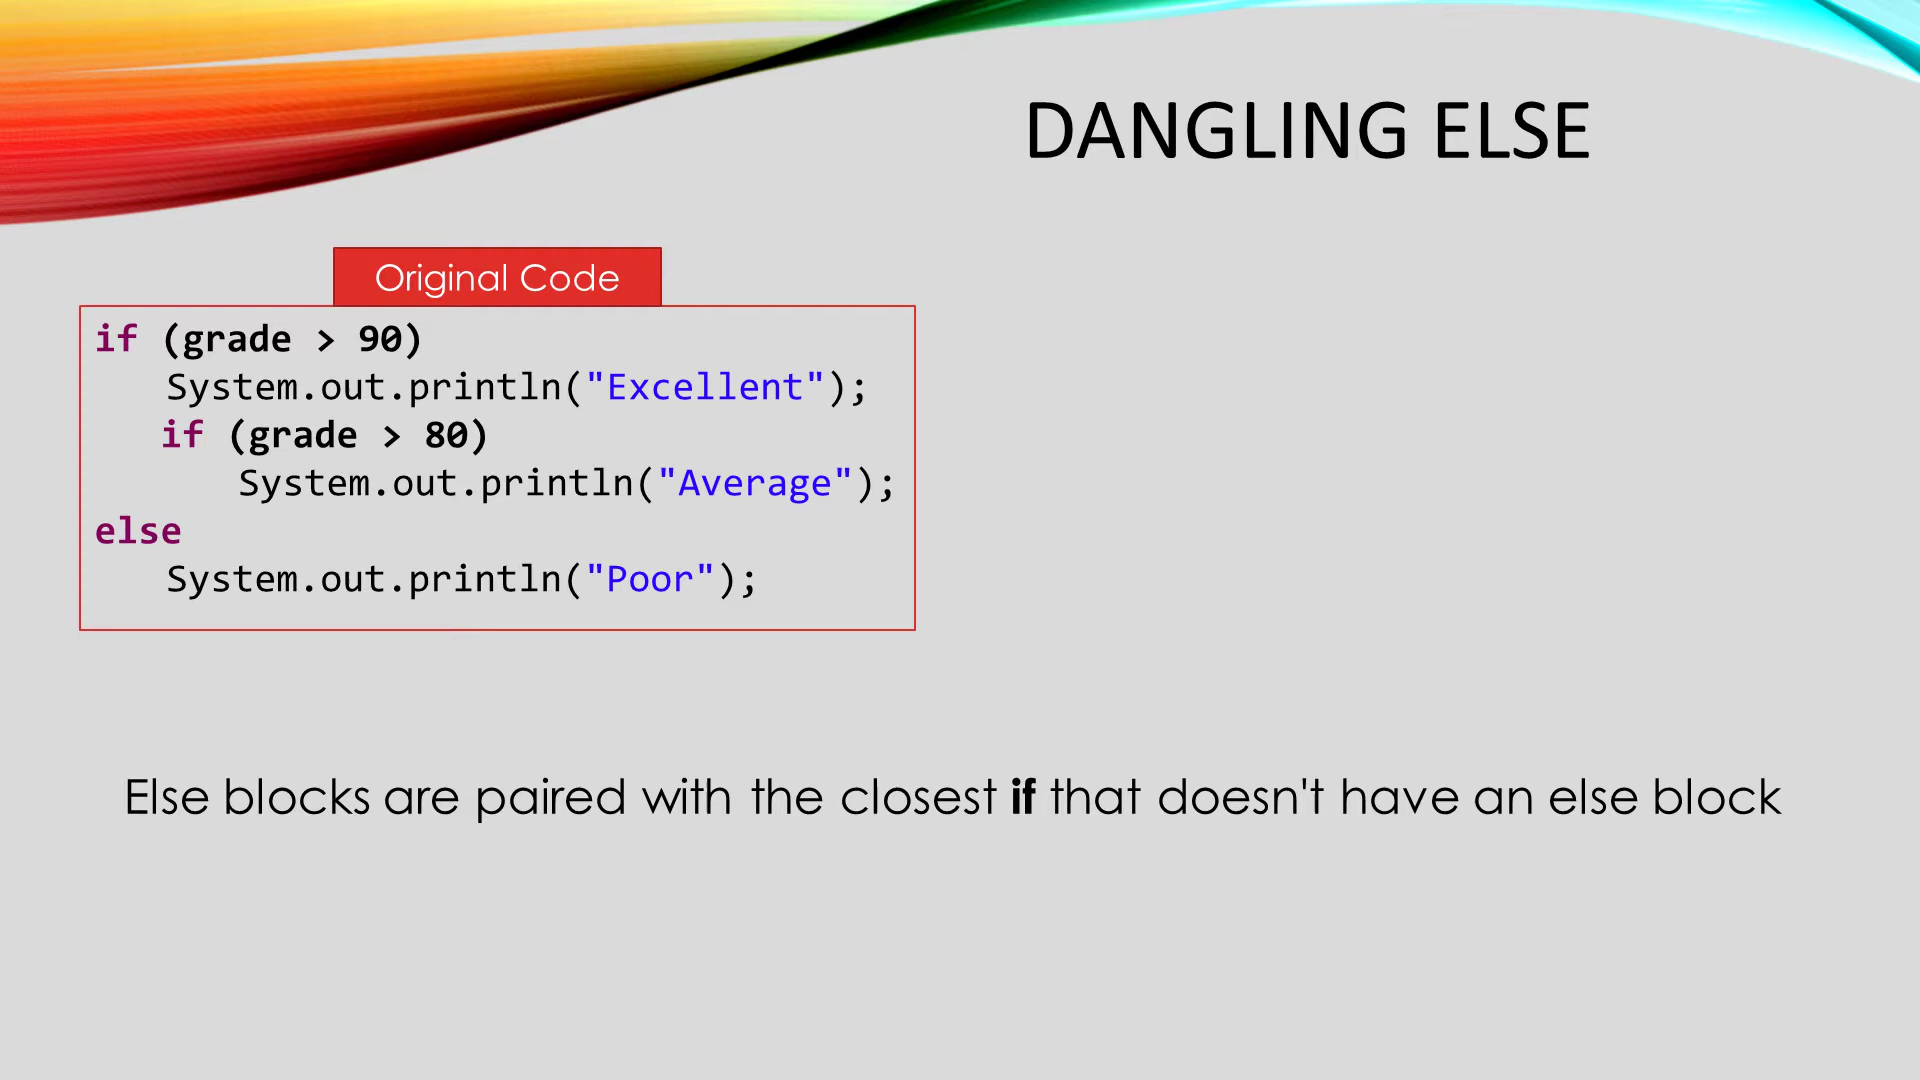 DANGLING ELSE
Original Code
if (grade > 90)
System.out.println("Excellent");
if (grade > 80)
System.out.println("Average");
else
System.out.println("Poor");
Else blocks are paired with the closest if that doesn't have an else block